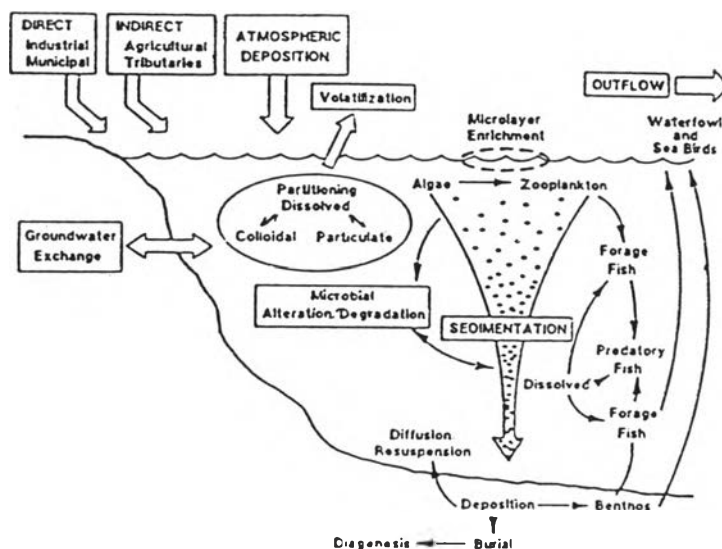 DIRECT
Industrial
Municipal
INDIRECT
Agricultural
Tributaries
ATMOSPHERIC
DEPOSITION
Volatilization
OUTFLOW
Microlayer
Enrichment
Waterfowl
and
Sea Birds
Partitioning
Dissolved
Colloidal
Particulate
Algae
Zooplankton
Groundwater
Exchange
Forage
Fish
Microbial
Alteration/Degradation
SEDIMENTATION
Predatory
Fish
Dissolved
Forage
Fish
Diffusion
Resuspension
Deposition
Benthos
Diagenesis
Burial